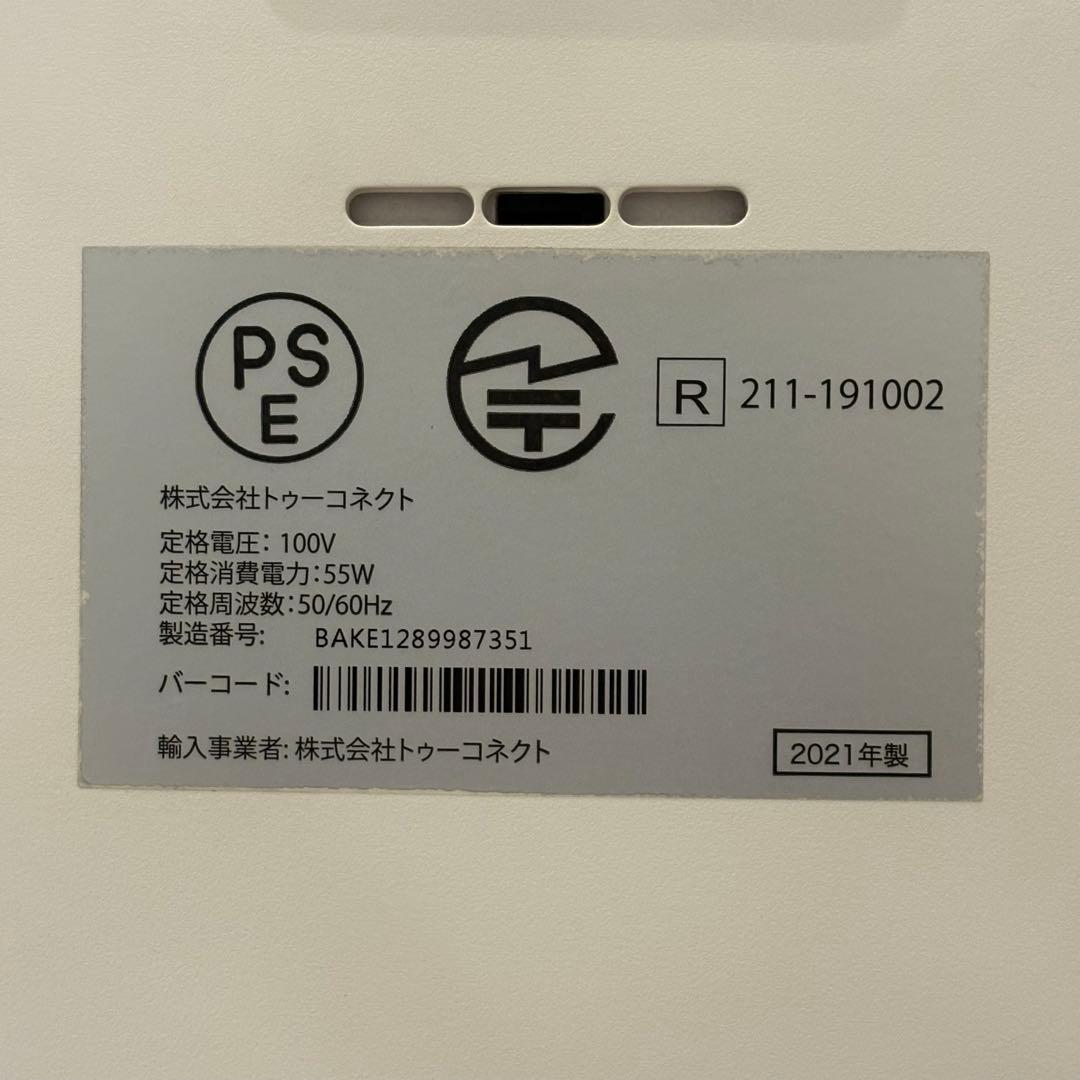 PSE
R 211-191002
株式会社トゥーコネクト
定格電圧: 100V
定格消費電力:55W
定格周波数:50/60Hz
製造番号: BAKE1289987351
バーコード:
輸入事業者: 株式会社トゥーコネクト
2021年製